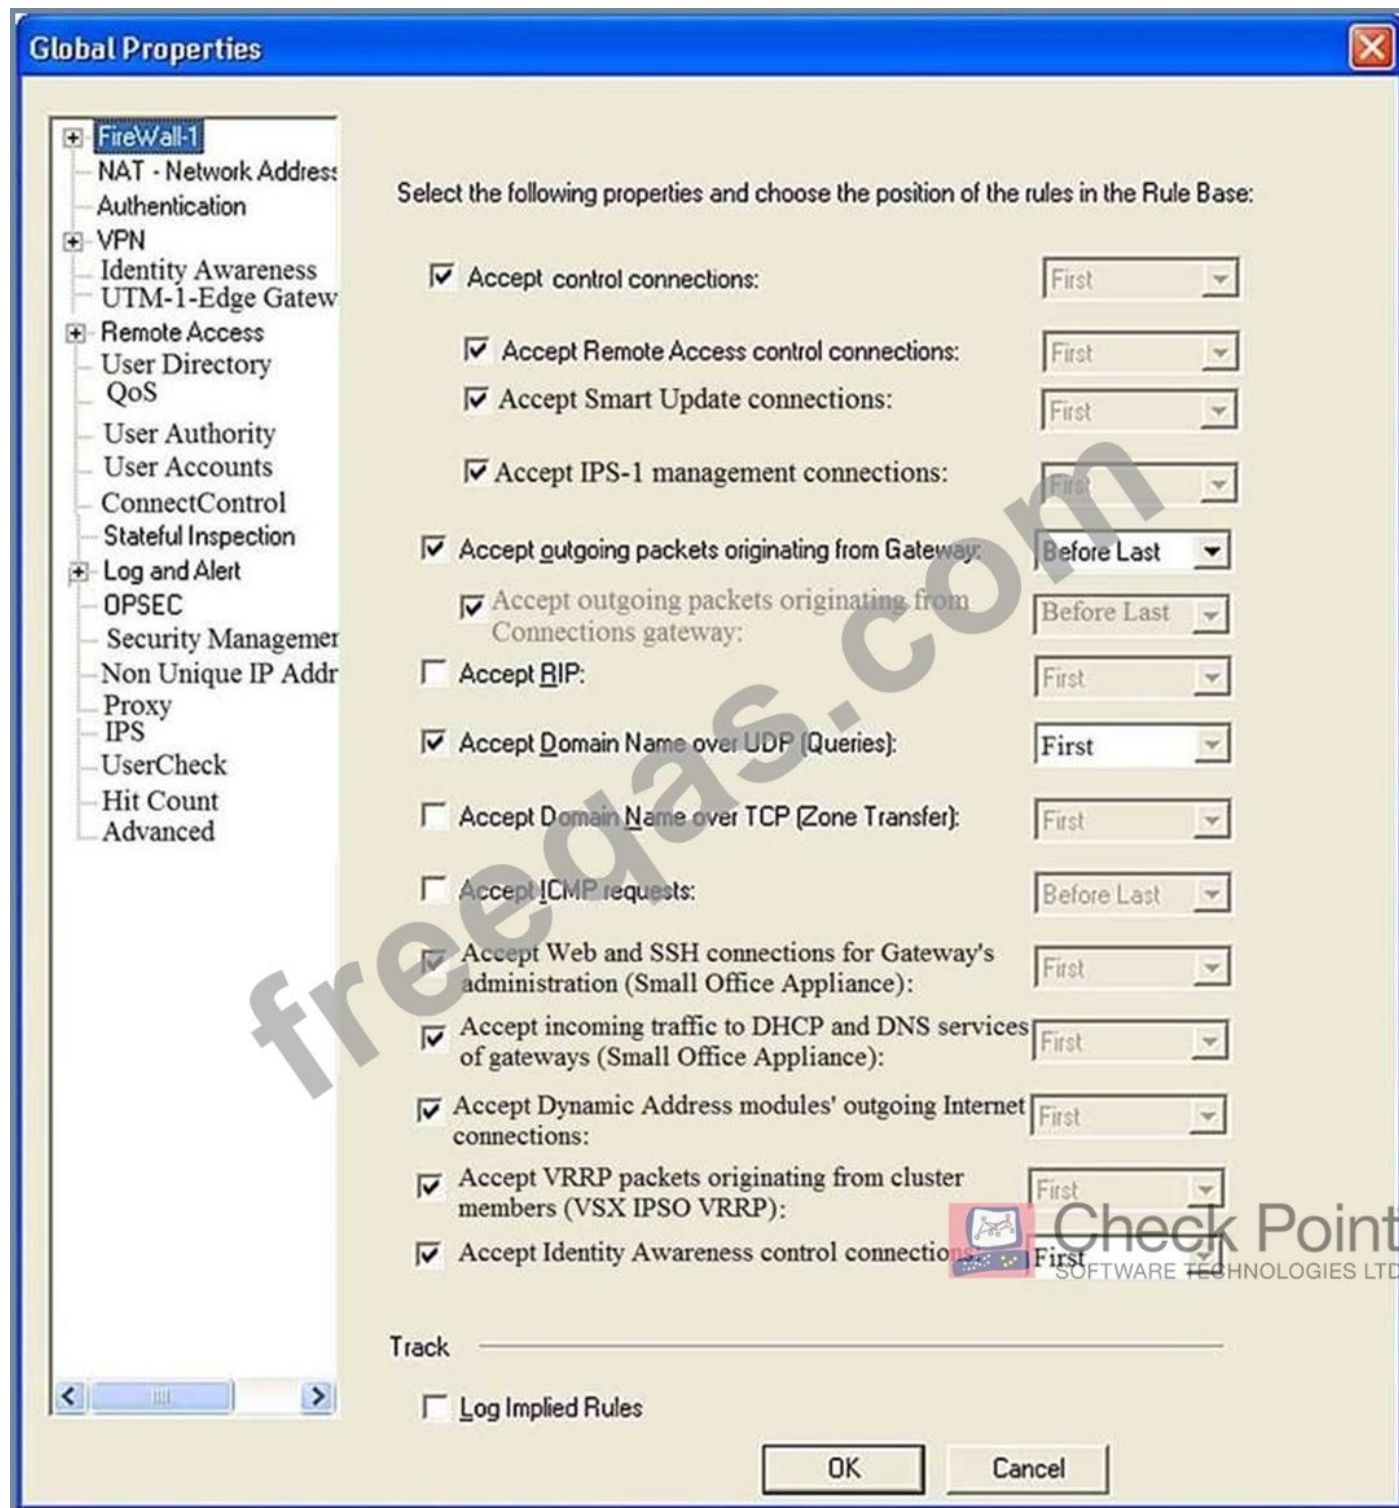 Global Properties
FireWall-1
NAT - Network Address
Authentication
VPN
Identity Awareness
UTM-1-Edge Gatew
Remote Access
User Directory
QoS
User Authority
User Accounts
ConnectControl
Stateful Inspection
Log and Alert
OPSEC
Security Managemer
Non Unique IP Addr
Proxy
IPS
UserCheck
Hit Count
Advanced
Select the following properties and choose the position of the rules in the Rule Base:
Accept control connections: First
Accept Remote Access control connections: First
Accept Smart Update connections: First
Accept IPS-1 management connections: First
Accept outgoing packets originating from Gateway: Before Last
Accept outgoing packets originating from Before Last
Connections gateway:
Accept RIP: First
Accept Domain Name over UDP (Queries): First
Accept Domain Name over TCP (Zone Transfer): First
Accept ICMP requests: Before Last
Accept Web and SSH connections for Gateway's First
administration (Small Office Appliance):
Accept incoming traffic to DHCP and DNS services First
of gateways (Small Office Appliance):
Accept Dynamic Address modules' outgoing Internet First
connections:
Accept VRRP packets originating from cluster First
members (VSX IPSO VRRP):
Accept Identity Awareness control connections: First
Check Point
SOFTWARE TECHNOLOGIES LTD
Track
Log Implied Rules
OK Cancel
freeqas.com